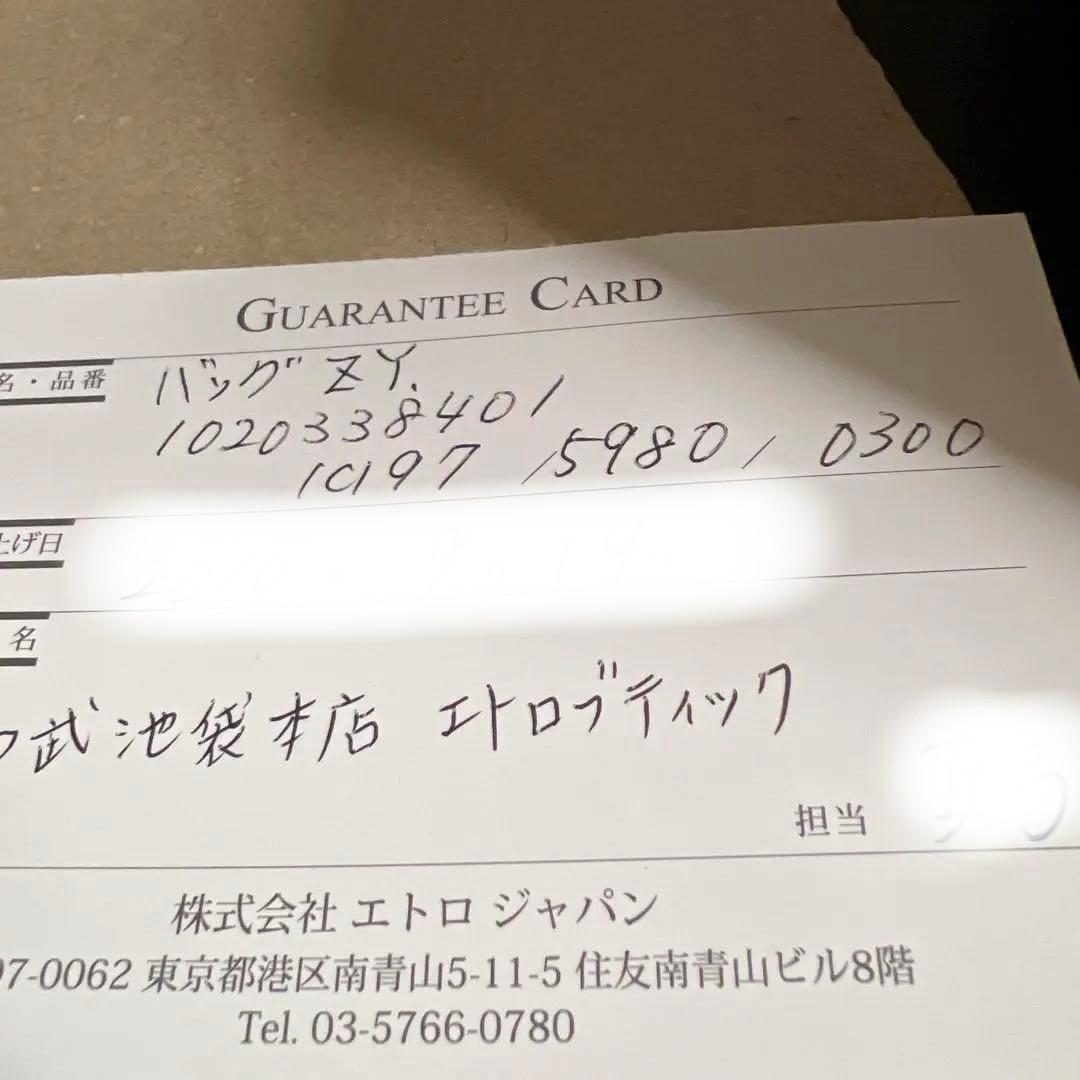 GUARANTEE CARD
名・品番
バッグ ZY.
1020338401
1C197 / 5980 / 0300
上げ日
名
武池袋本店 エトロブティック
担当
株式会社 エトロ ジャパン
07-0062 東京都港区南青山5-11-5 住友南青山ビル8階
Tel. 03-5766-0780